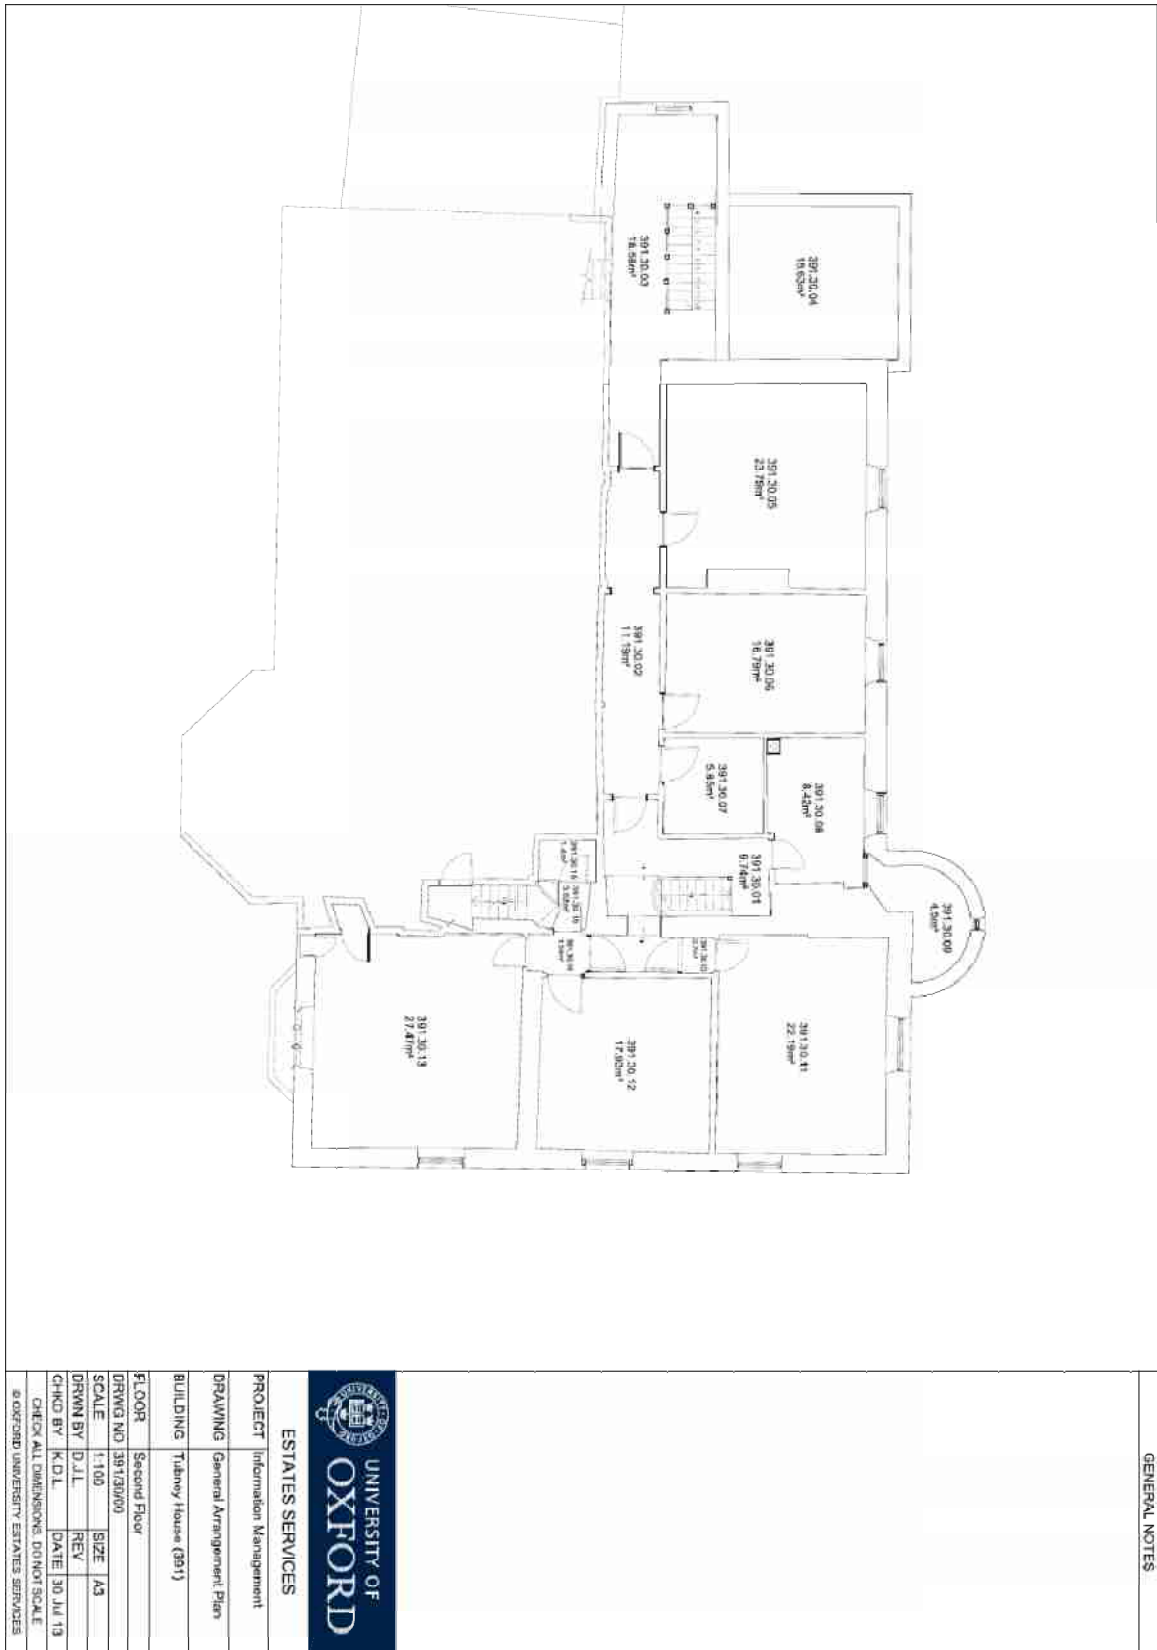 391.30.03
18.58m²
391.30.04
15.63m²
391.30.05
23.79m²
391.30.02
11.19m²
391.30.06
16.79m²
391.30.07
5.85m²
391.30.08
8.42m²
391.30.01
9.74m²
391.30.09
4.5m²
391.30.11
22.19m²
391.30.12
17.93m²
391.30.13
27.47m²
GENERAL NOTES
UNIVERSITY OF
OXFORD
ESTATES SERVICES
PROJECT Information Management
DRAWING General Arrangement Plan
BUILDING Tubney House (391)
FLOOR Second Floor
DRWG NO 391/30/00
SCALE 1:100 SIZE A3
DRWN BY D.J.L. REV
CHKD BY K.D.L. DATE 30 Jul 13
CHECK ALL DIMENSIONS. DO NOT SCALE
© OXFORD UNIVERSITY ESTATES SERVICES